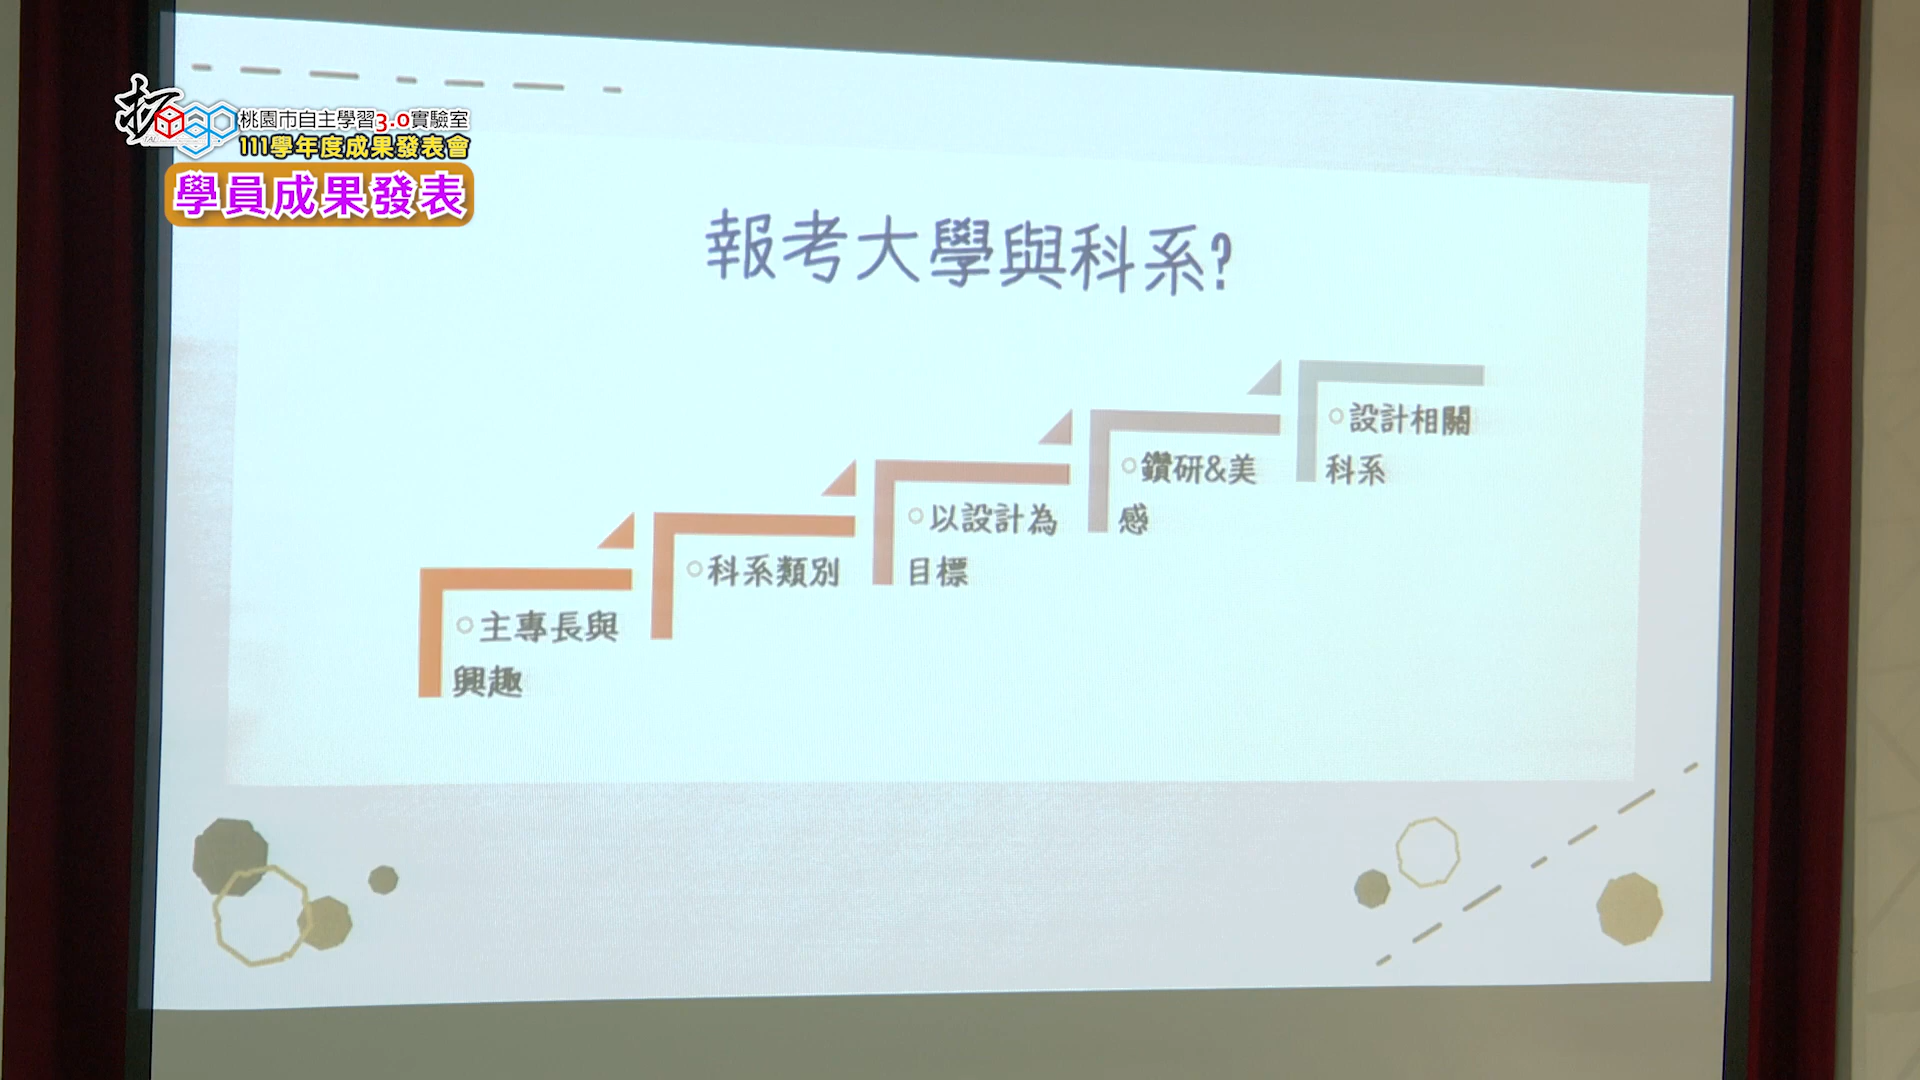 拓
桃園市自主學習3.0實驗室
111學年度成果發表會
學員成果發表
報考大學與科系?
主專長與
興趣
科系類別
以設計為
目標
鑽研&美
感
設計相關
科系